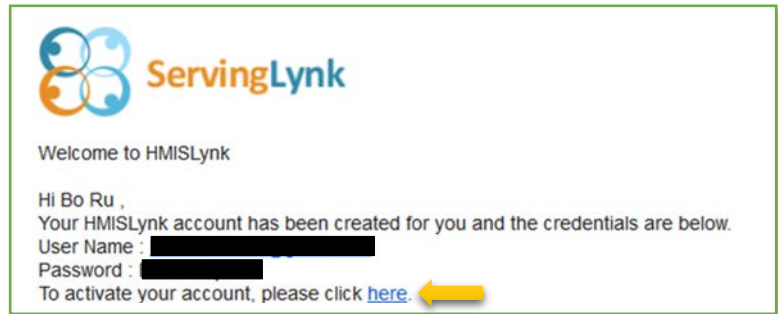 ServingLynk
Welcome to HMISLynk
Hi Bo Ru ,
Your HMISLynk account has been created for you and the credentials are below.
User Name :
Password :
To activate your account, please click here.